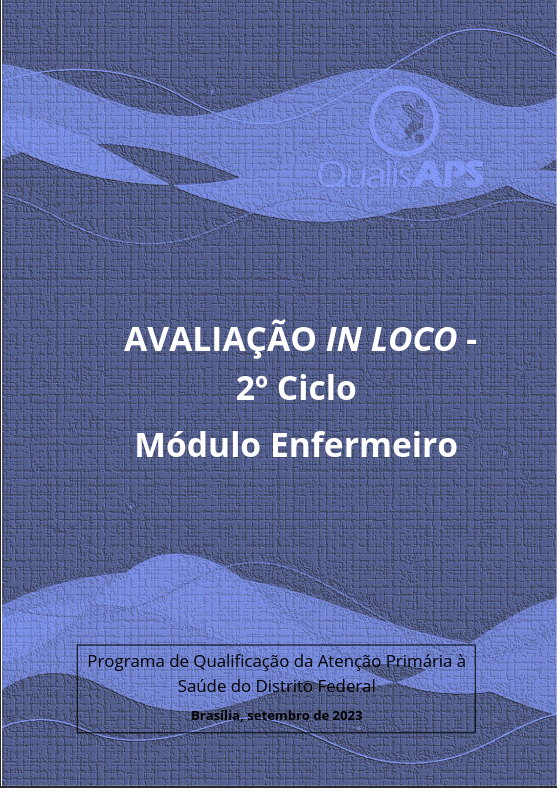 QualisAPS
AVALIAÇÃO IN LOCO -
2º Ciclo
Módulo Enfermeiro
Programa de Qualificação da Atenção Primária à
Saúde do Distrito Federal
Brasília, setembro de 2023